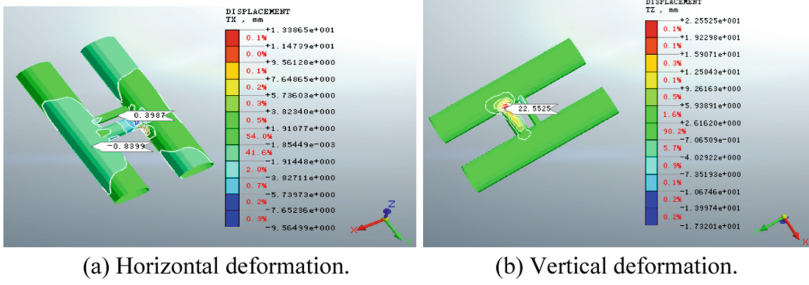 DISPLACEMENT
TX , mm
+1.33865e+001
0.1%
+1.14739e+001
0.0%
+9.56128e+000
0.1%
+7.64865e+000
0.2%
+5.73603e+000
0.3%
+3.82340e+000
0.5%
+1.91077e+000
54.0%
-1.85449e-003
41.6%
-1.91448e+000
2.0%
-3.82711e+000
0.7%
-5.73973e+000
0.2%
-7.65236e+000
0.3%
-9.56499e+000
0.3987
-0.8399
Z
X
DISPLACEMENT
TZ , mm
+2.25525e+001
0.1%
+1.92298e+001
0.1%
+1.59071e+001
0.3%
+1.25843e+001
0.1%
+9.26163e+000
0.5%
+5.93891e+000
1.6%
+2.61620e+000
90.2%
-7.06509e-001
5.7%
-4.02922e+000
0.9%
-7.35193e+000
0.1%
-1.06746e+001
0.2%
-1.39974e+001
0.2%
-1.73201e+001
22.5525
X
(a) Horizontal deformation.
(b) Vertical deformation.